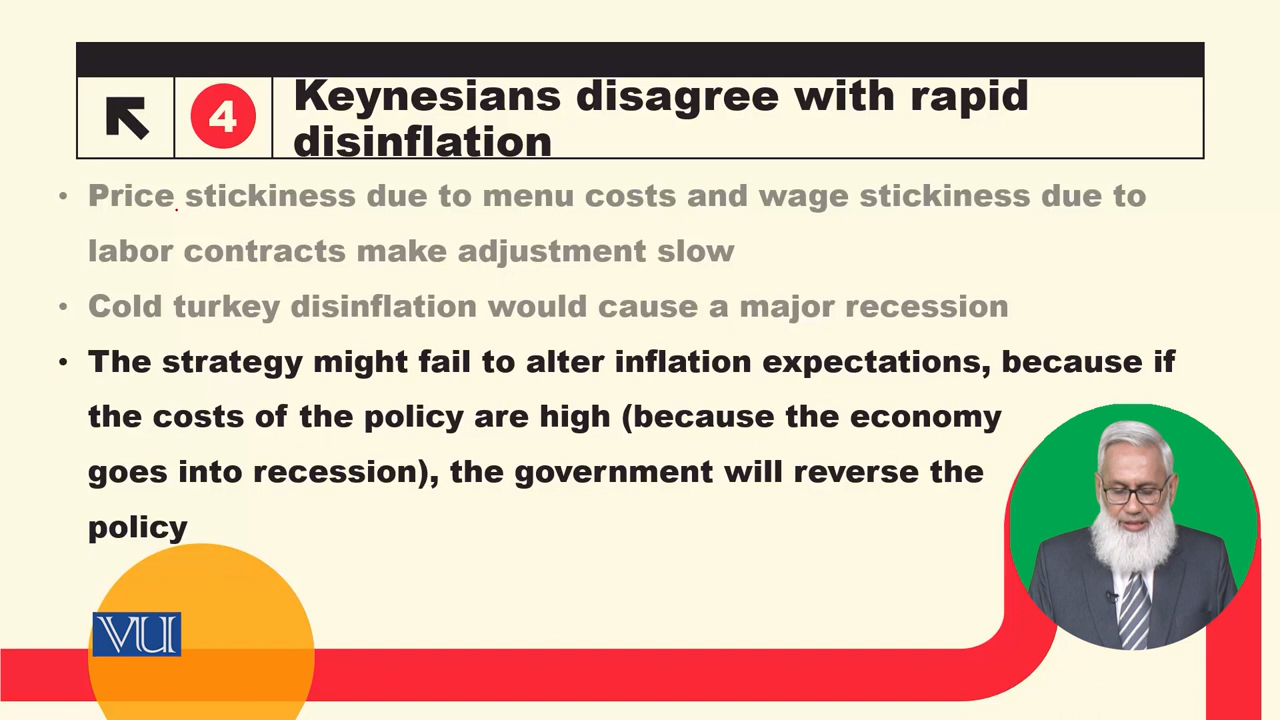 4
Keynesians disagree with rapid
disinflation
• Price stickiness due to menu costs and wage stickiness due to
labor contracts make adjustment slow
• Cold turkey disinflation would cause a major recession
• The strategy might fail to alter inflation expectations, because if
the costs of the policy are high (because the economy
goes into recession), the government will reverse the
policy
VU